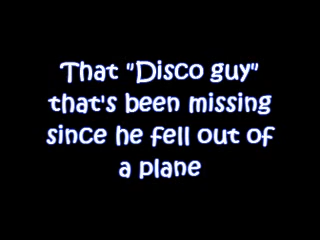 That "Disco guy"
that's been missing
since he fell out of
a plane